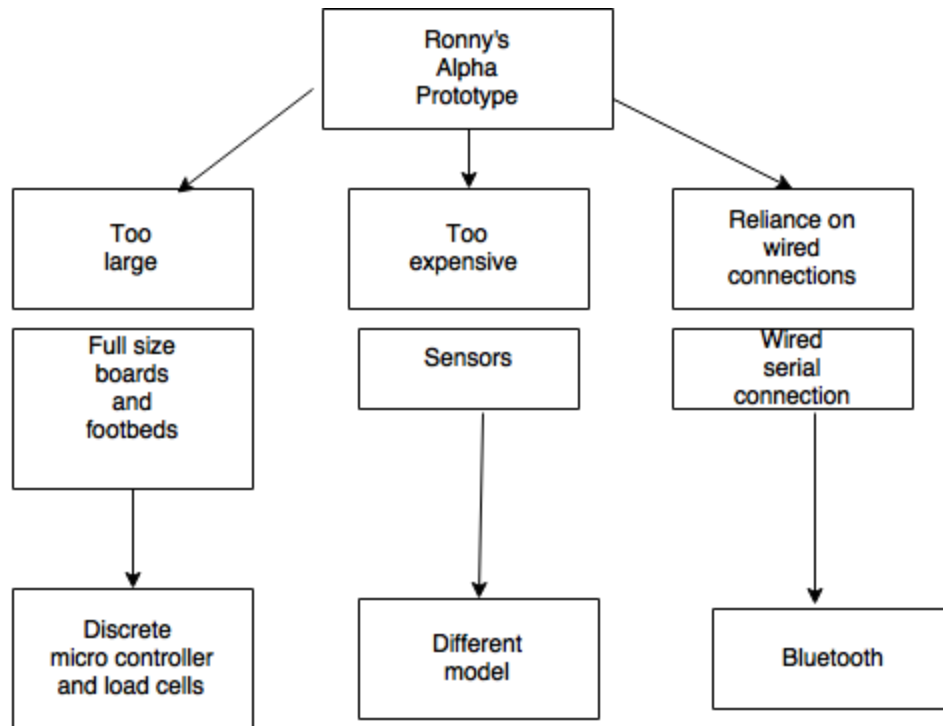 Ronny's
Alpha
Prototype
Too
large
Too
expensive
Reliance on
wired
connections
Full size
boards
and
footbeds
Sensors
Wired
serial
connection
Discrete
micro controller
and load cells
Different
model
Bluetooth